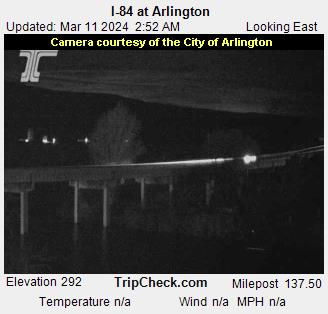 I-84 at Arlington
Updated: Mar 11 2024 2:52 AM Looking East
Camera courtesy of the City of Arlington
Elevation 292 TripCheck.com Milepost 137.50
Temperature n/a Wind n/a MPH n/a